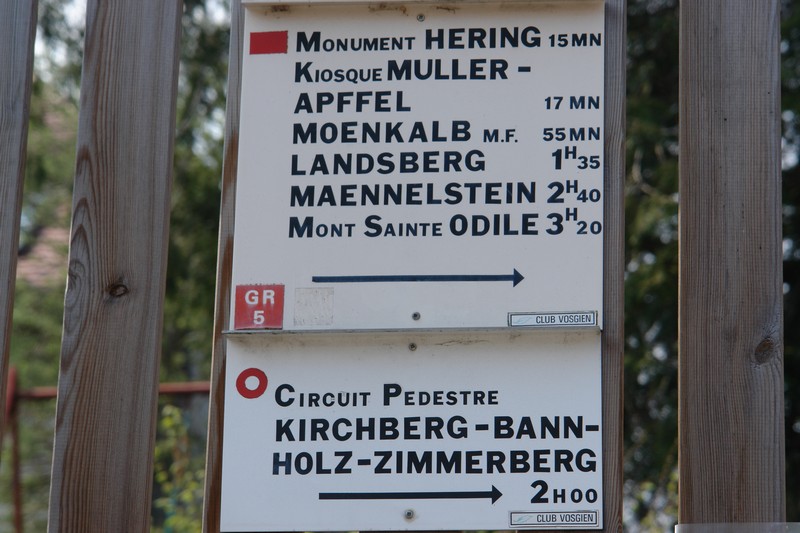 MONUMENT HERING 15MN
KIOSQUE MULLER -
APFFEL 17 MN
MOENKALB M.F. 55MN
LANDSBERG 1H35
MAENNELSTEIN 2H40
MONT SAINTE ODILE 3H20
GR
5
CLUB VOSGIEN
CIRCUIT PEDESTRE
KIRCHBERG-BANN-
HOLZ-ZIMMERBERG
2H00
CLUB VOSGIEN